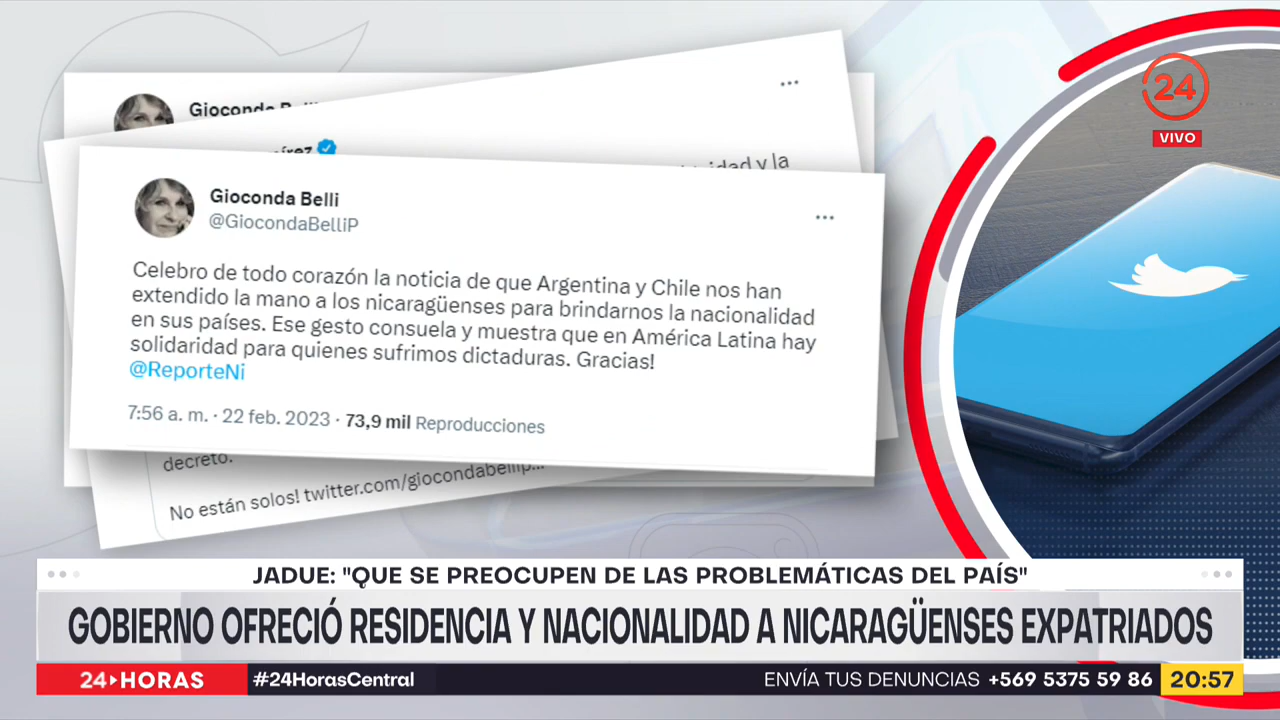 Gioconda
írez
idad y la
Gioconda Belli
@GiocondaBelliP
Celebro de todo corazón la noticia de que Argentina y Chile nos han
extendido la mano a los nicaragüenses para brindarnos la nacionalidad
en sus países. Ese gesto consuela y muestra que en América Latina hay
solidaridad para quienes sufrimos dictaduras. Gracias!
@ReporteNi
7:56 a. m. · 22 feb. 2023 · 73,9 mil Reproducciones
decreto.
No están solos! twitter.com/giocondabellip...
24
VIVO
JADUE: "QUE SE PREOCUPEN DE LAS PROBLEMÁTICAS DEL PAÍS"
GOBIERNO OFRECIÓ RESIDENCIA Y NACIONALIDAD A NICARAGÜENSES EXPATRIADOS
24 HORAS #24HorasCentral ENVÍA TUS DENUNCIAS +569 5375 59 86 20:57